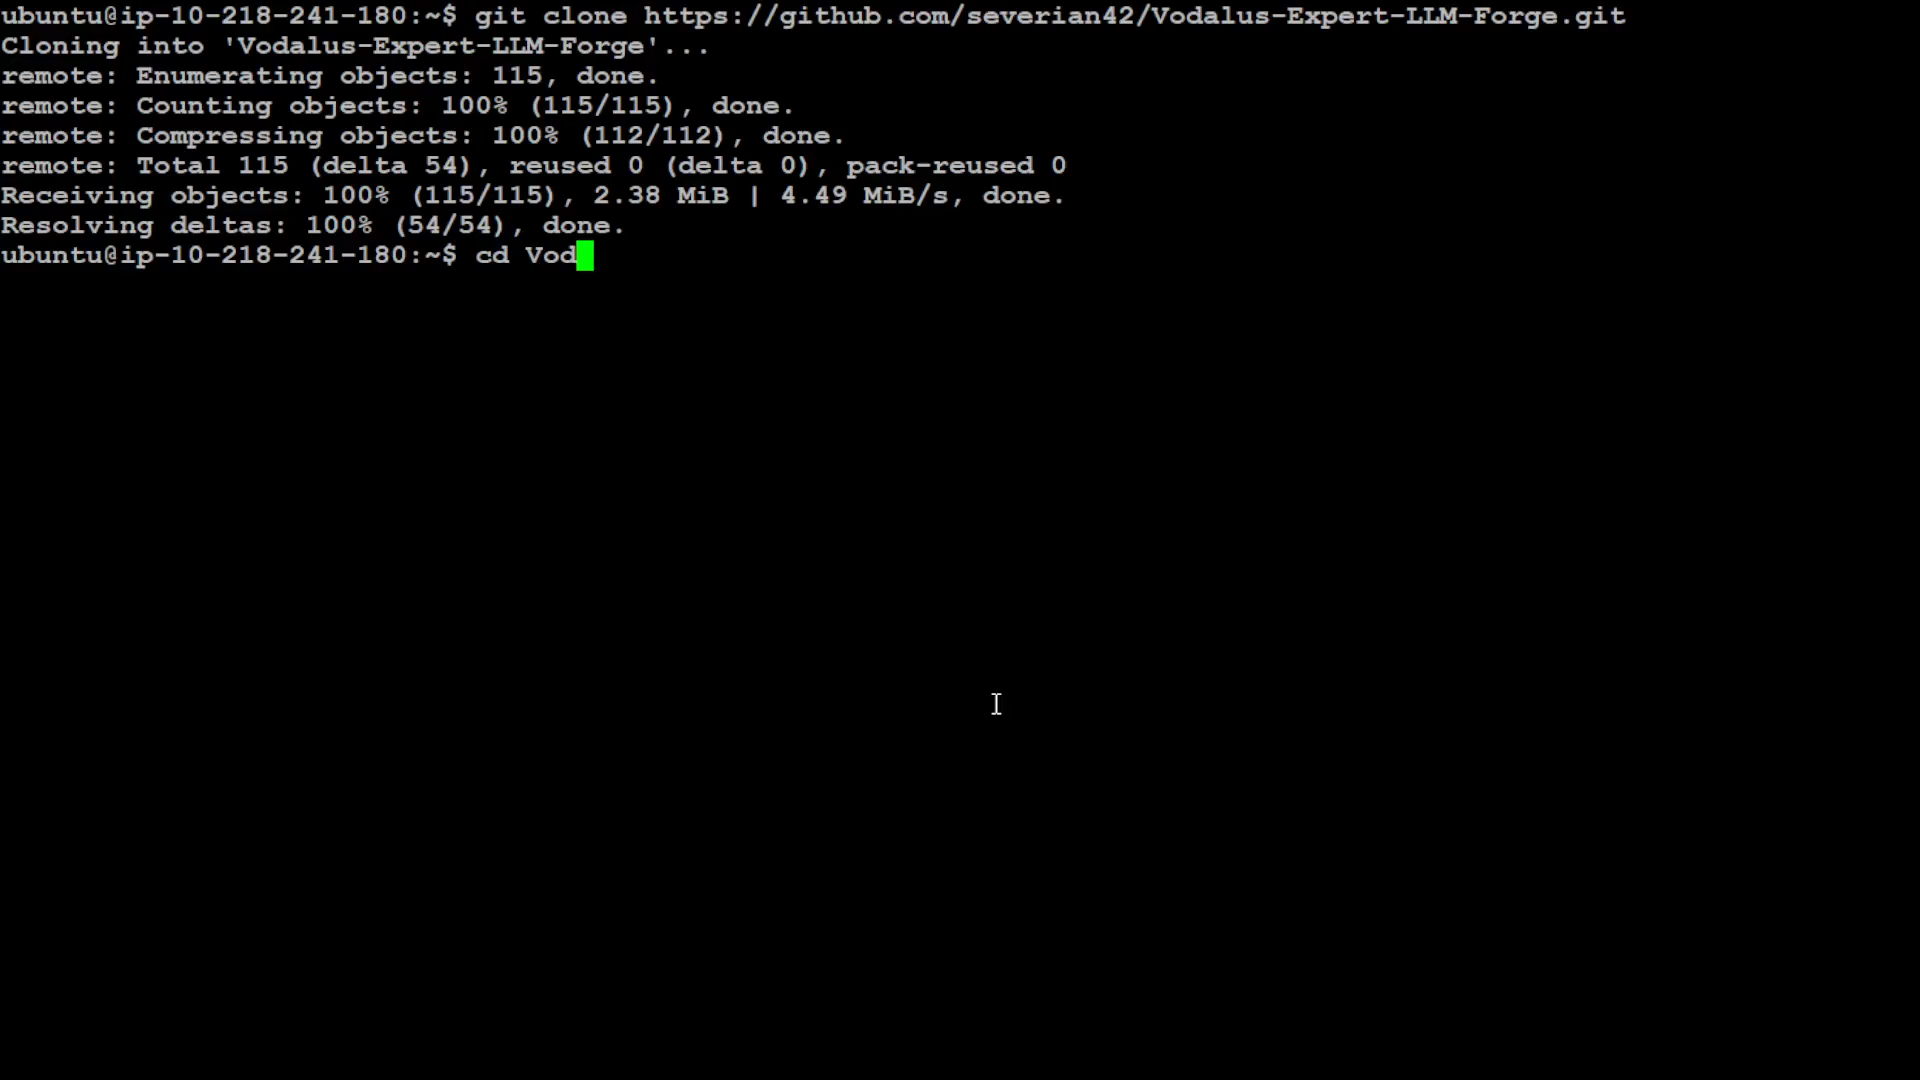 ubuntu@ip-10-218-241-180:~$ git clone https://github.com/severian42/Vodalus-Expert-LLM-Forge.git
Cloning into 'Vodalus-Expert-LLM-Forge'...
remote: Enumerating objects: 115, done.
remote: Counting objects: 100% (115/115), done.
remote: Compressing objects: 100% (112/112), done.
remote: Total 115 (delta 54), reused 0 (delta 0), pack-reused 0
Receiving objects: 100% (115/115), 2.38 MiB | 4.49 MiB/s, done.
Resolving deltas: 100% (54/54), done.
ubuntu@ip-10-218-241-180:~$ cd Vod